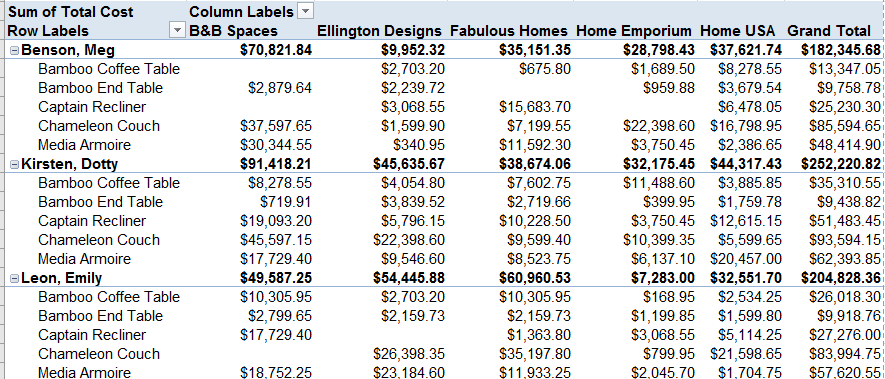 Sum of Total Cost Column Labels
Row Labels B&B Spaces Ellington Designs Fabulous Homes Home Emporium Home USA Grand Total
Benson, Meg $70,821.84 $9,952.32 $35,151.35 $28,798.43 $37,621.74 $182,345.68
Bamboo Coffee Table $2,703.20 $675.80 $1,689.50 $8,278.55 $13,347.05
Bamboo End Table $2,879.64 $2,239.72 $959.88 $3,679.54 $9,758.78
Captain Recliner $3,068.55 $15,683.70 $6,478.05 $25,230.30
Chameleon Couch $37,597.65 $1,599.90 $7,199.55 $22,398.60 $16,798.95 $85,594.65
Media Armoire $30,344.55 $340.95 $11,592.30 $3,750.45 $2,386.65 $48,414.90
Kirsten, Dotty $91,418.21 $45,635.67 $38,674.06 $32,175.45 $44,317.43 $252,220.82
Bamboo Coffee Table $8,278.55 $4,054.80 $7,602.75 $11,488.60 $3,885.85 $35,310.55
Bamboo End Table $719.91 $3,839.52 $2,719.66 $399.95 $1,759.78 $9,438.82
Captain Recliner $19,093.20 $5,796.15 $10,228.50 $3,750.45 $12,615.15 $51,483.45
Chameleon Couch $45,597.15 $22,398.60 $9,599.40 $10,399.35 $5,599.65 $93,594.15
Media Armoire $17,729.40 $9,546.60 $8,523.75 $6,137.10 $20,457.00 $62,393.85
Leon, Emily $49,587.25 $54,445.88 $60,960.53 $7,283.00 $32,551.70 $204,828.36
Bamboo Coffee Table $10,305.95 $2,703.20 $10,305.95 $168.95 $2,534.25 $26,018.30
Bamboo End Table $2,799.65 $2,159.73 $2,159.73 $1,199.85 $1,599.80 $9,918.76
Captain Recliner $17,729.40 $1,363.80 $3,068.55 $5,114.25 $27,276.00
Chameleon Couch $26,398.35 $35,197.80 $799.95 $21,598.65 $83,994.75
Media Armoire $18,752.25 $23,184.60 $11,933.25 $2,045.70 $1,704.75 $57,620.55